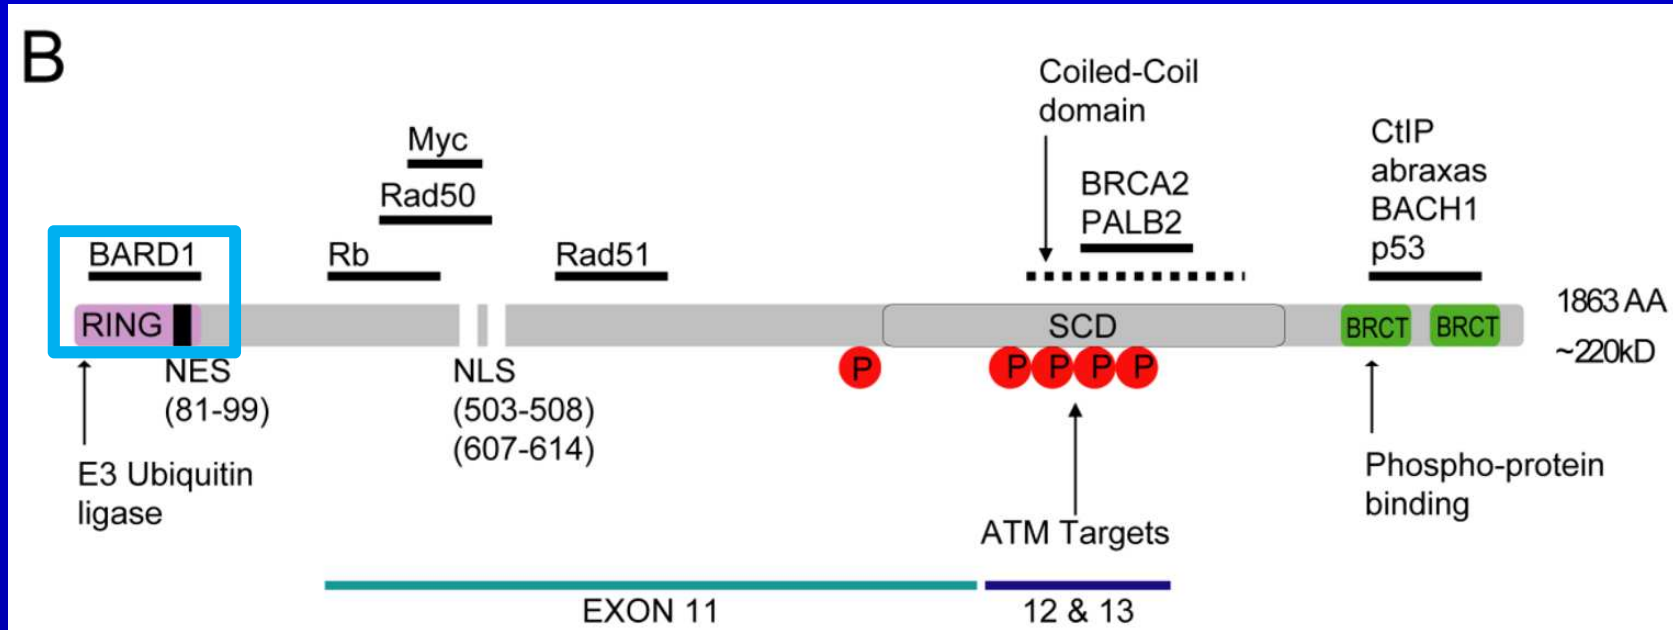 B
Coiled-Coil
domain
Myc
CtIP
abraxas
BACH1
p53
Rad50
BRCA2
PALB2
BARD1
Rb
Rad51
RING
SCD
BRCT
BRCT
1863 AA
~220kD
P
P
P
P
P
NES
(81-99)
NLS
(503-508)
(607-614)
E3 Ubiquitin
ligase
Phospho-protein
binding
ATM Targets
EXON 11
12 & 13